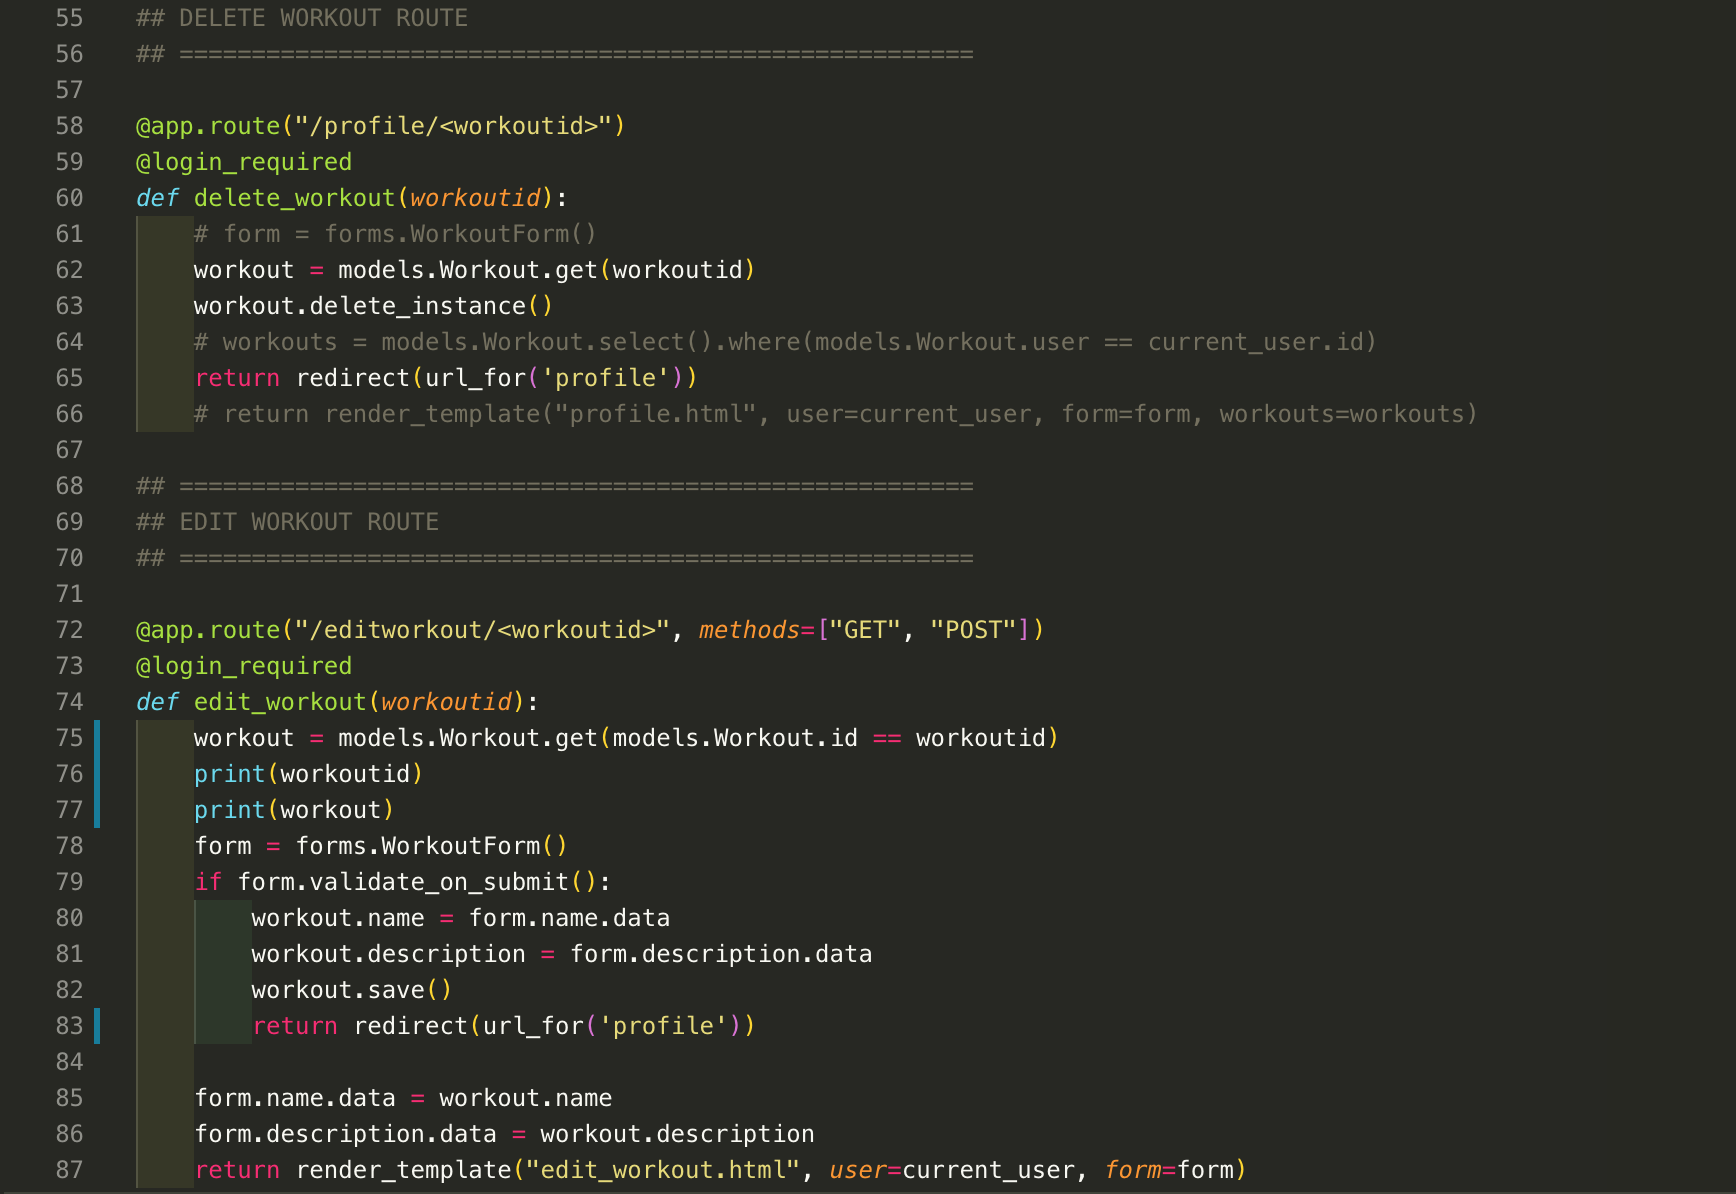 55 ## DELETE WORKOUT ROUTE
56 ## =======================================================
57
58 @app.route("/profile/<workoutid>")
59 @login_required
60 def delete_workout(workoutid):
61     # form = forms.WorkoutForm()
62     workout = models.Workout.get(workoutid)
63     workout.delete_instance()
64     # workouts = models.Workout.select().where(models.Workout.user == current_user.id)
65     return redirect(url_for('profile'))
66     # return render_template("profile.html", user=current_user, form=form, workouts=workouts)
67
68 ## =======================================================
69 ## EDIT WORKOUT ROUTE
70 ## =======================================================
71
72 @app.route("/editworkout/<workoutid>", methods=["GET", "POST"])
73 @login_required
74 def edit_workout(workoutid):
75     workout = models.Workout.get(models.Workout.id == workoutid)
76     print(workoutid)
77     print(workout)
78     form = forms.WorkoutForm()
79     if form.validate_on_submit():
80         workout.name = form.name.data
81         workout.description = form.description.data
82         workout.save()
83         return redirect(url_for('profile'))
84
85     form.name.data = workout.name
86     form.description.data = workout.description
87     return render_template("edit_workout.html", user=current_user, form=form)